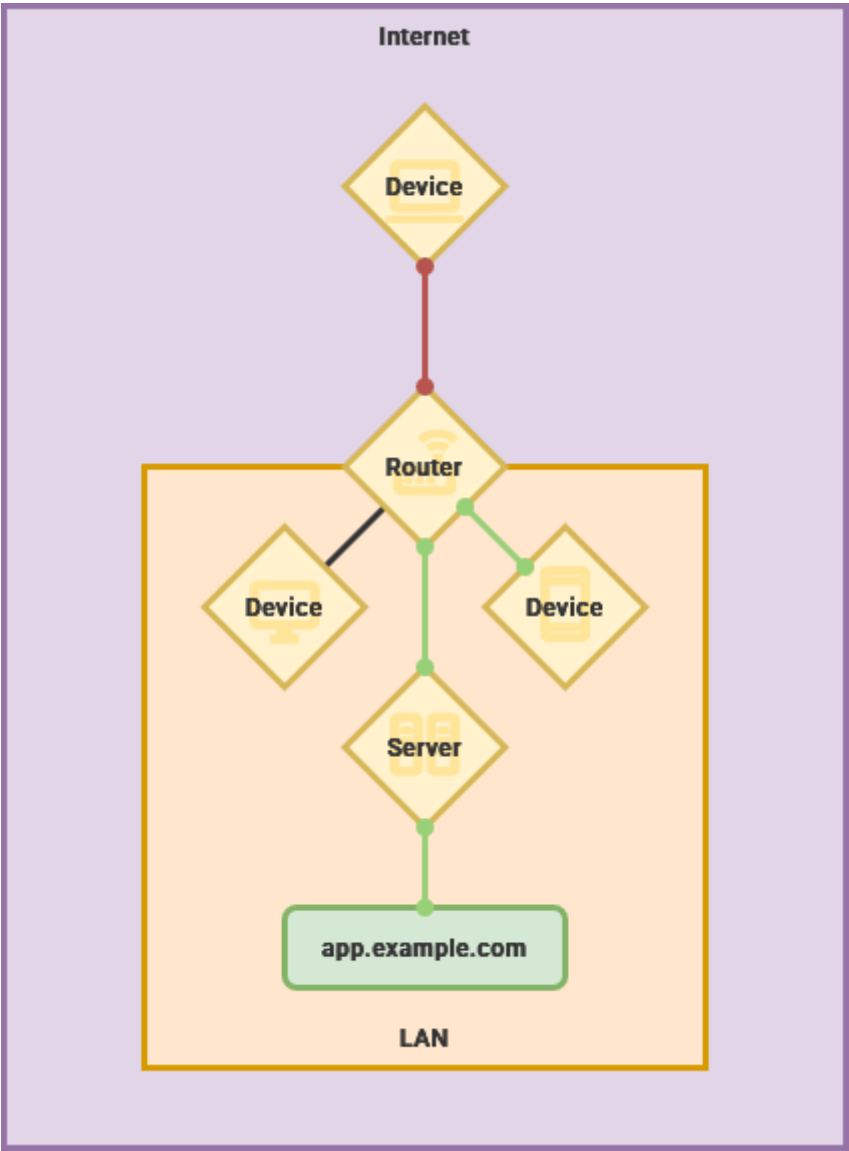 Internet
Device
Router
Device
Device
Server
app.example.com
LAN